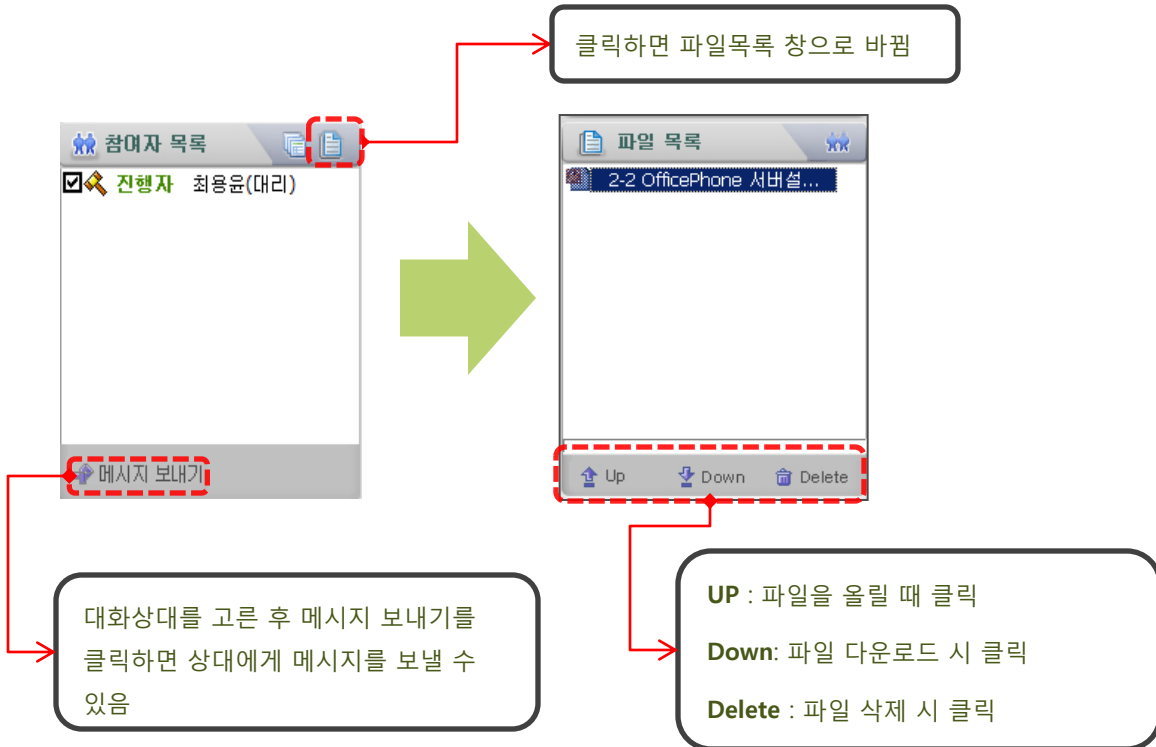 클릭하면 파일목록 창으로 바뀜
참여자 목록
진행자 최용윤(대리)
메시지 보내기
파일 목록
2-2 OfficePhone 서버설...
Up Down Delete
대화상대를 고른 후 메시지 보내기를
클릭하면 상대에게 메시지를 보낼 수
있음
UP : 파일을 올릴 때 클릭
Down: 파일 다운로드 시 클릭
Delete : 파일 삭제 시 클릭